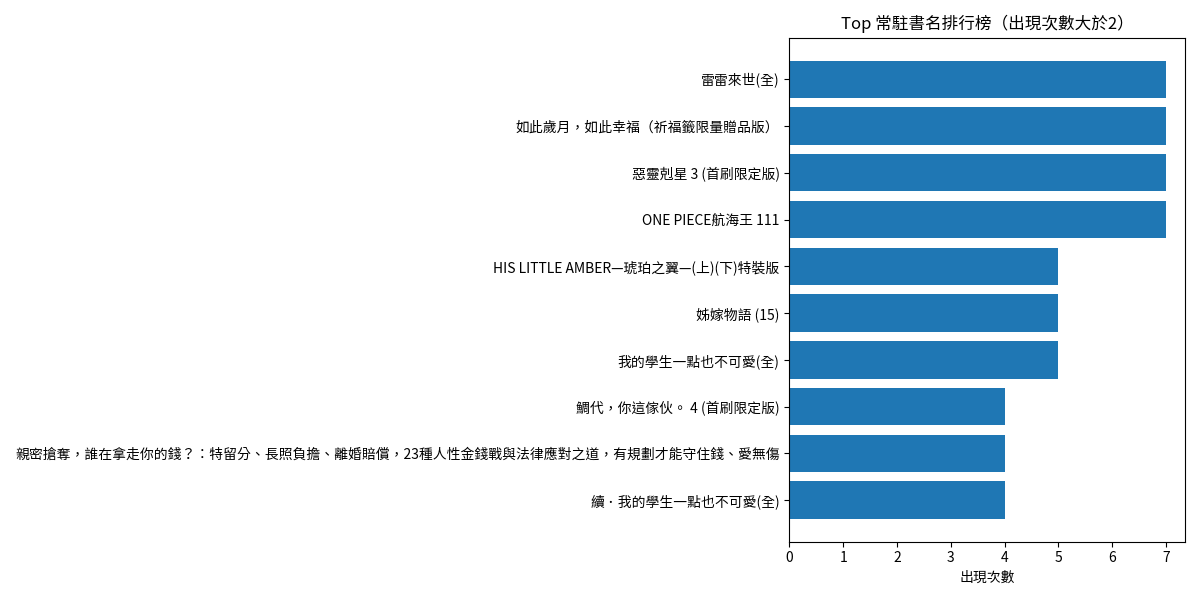 Top 常駐書名排行榜（出現次數大於2）
雷雷來世(全)
如此歲月，如此幸福（祈福籤限量贈品版）
惡靈剋星 3 (首刷限定版)
ONE PIECE航海王 111
HIS LITTLE AMBER—琥珀之翼—(上)(下)特裝版
姊嫁物語 (15)
我的學生一點也不可愛(全)
鯛代，你這傢伙。 4 (首刷限定版)
親密搶奪，誰在拿走你的錢？：特留分、長照負擔、離婚賠償，23種人性金錢戰與法律應對之道，有規劃才能守住錢、愛無傷
續．我的學生一點也不可愛(全)
0 1 2 3 4 5 6 7
出現次數